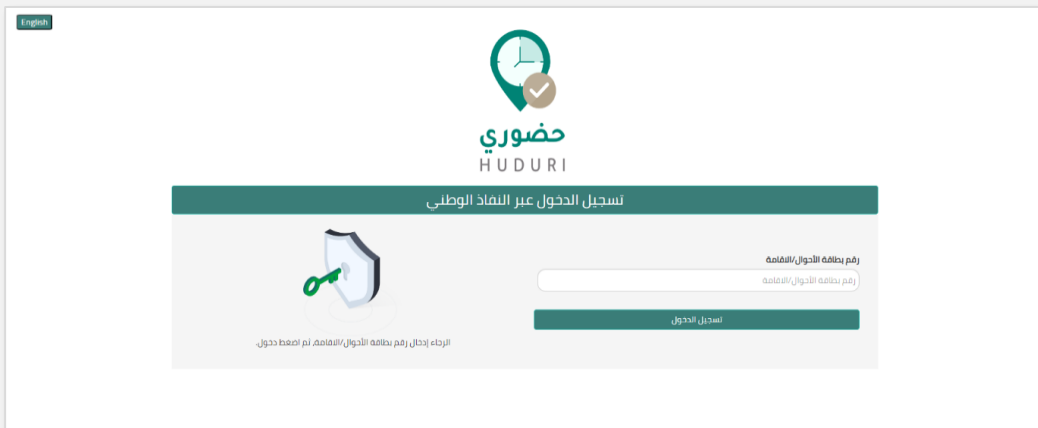 English
حضوري
HUDURI
تسجيل الدخول عبر النفاذ الوطني
رقم بطاقة الأحوال/الاقامة
رقم بطاقة الأحوال/الاقامة
تسجيل الدخول
الرجاء إدخال رقم بطاقة الأحوال/الاقامة، ثم اضغط دخول.